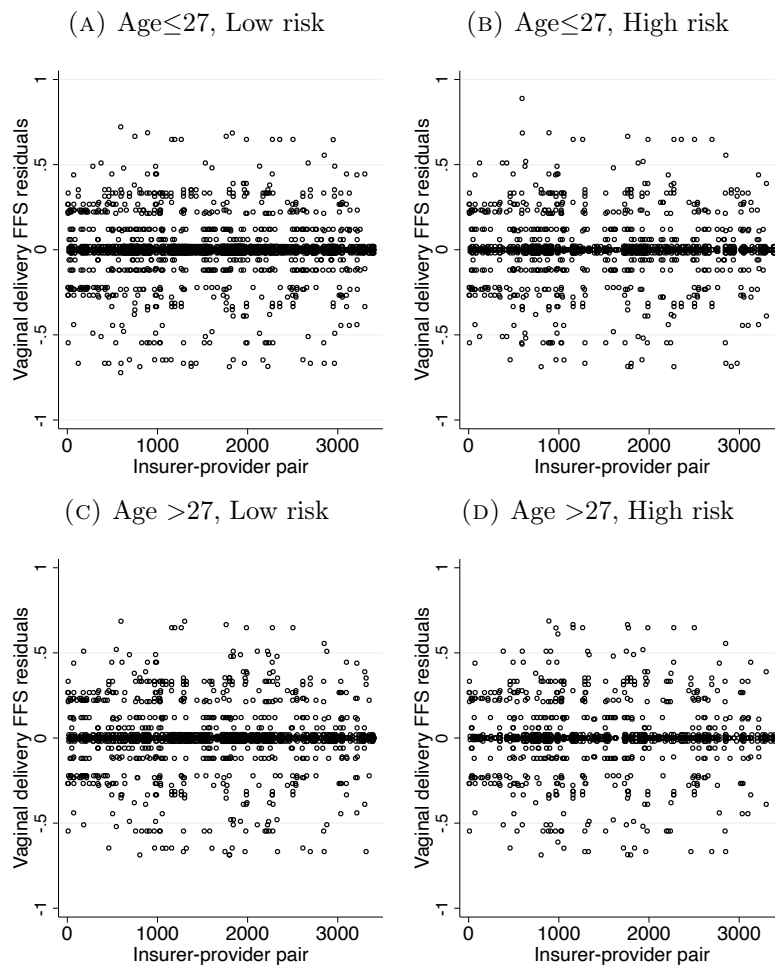 (A) Age≤27, Low risk
(B) Age≤27, High risk
Vaginal delivery FFS residuals
1
.5
0
-.5
-1
0 1000 2000 3000
Insurer-provider pair
Vaginal delivery FFS residuals
1
.5
0
-.5
-1
0 1000 2000 3000
Insurer-provider pair
(C) Age >27, Low risk
(D) Age >27, High risk
Vaginal delivery FFS residuals
1
.5
0
-.5
-1
0 1000 2000 3000
Insurer-provider pair
Vaginal delivery FFS residuals
1
.5
0
-.5
-1
0 1000 2000 3000
Insurer-provider pair